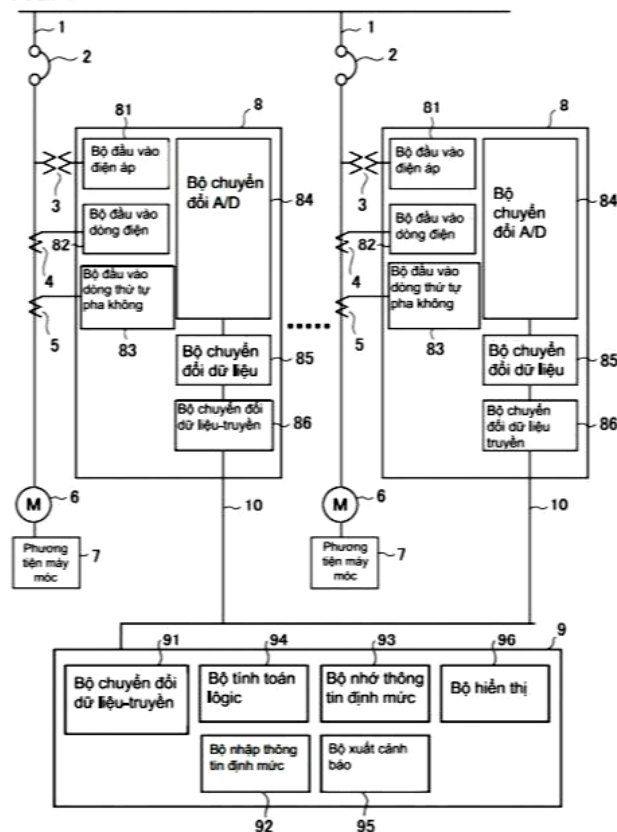 1
2
1
2
81
8
Bộ đầu vào
điện áp
Bộ chuyển
đổi A/D
84
3
82
Bộ đầu vào
dòng điện
4
Bộ đầu vào
dòng thứ tự
pha không
5
83
Bộ chuyển
đổi dữ liệu
85
Bộ chuyển đổi
dữ liệu-truyền
86
M
6
Phương
tiện máy
móc
7
10
81
8
Bộ đầu vào
điện áp
Bộ
chuyển
đổi A/D
84
3
82
Bộ đầu vào
dòng điện
4
Bộ đầu vào
dòng thứ tự
pha không
5
83
Bộ chuyển
đổi dữ liệu
85
Bộ chuyển
đổi dữ liệu
truyền
86
M
6
Phương
tiện máy
móc
7
10
91
94
93
96
9
Bộ chuyển đổi
dữ liệu-truyền
Bộ tính toán
lôgic
Bộ nhớ thông
tin định mức
Bộ hiển thị
Bộ nhập thông
tin định mức
Bộ xuất cảnh
báo
92
95